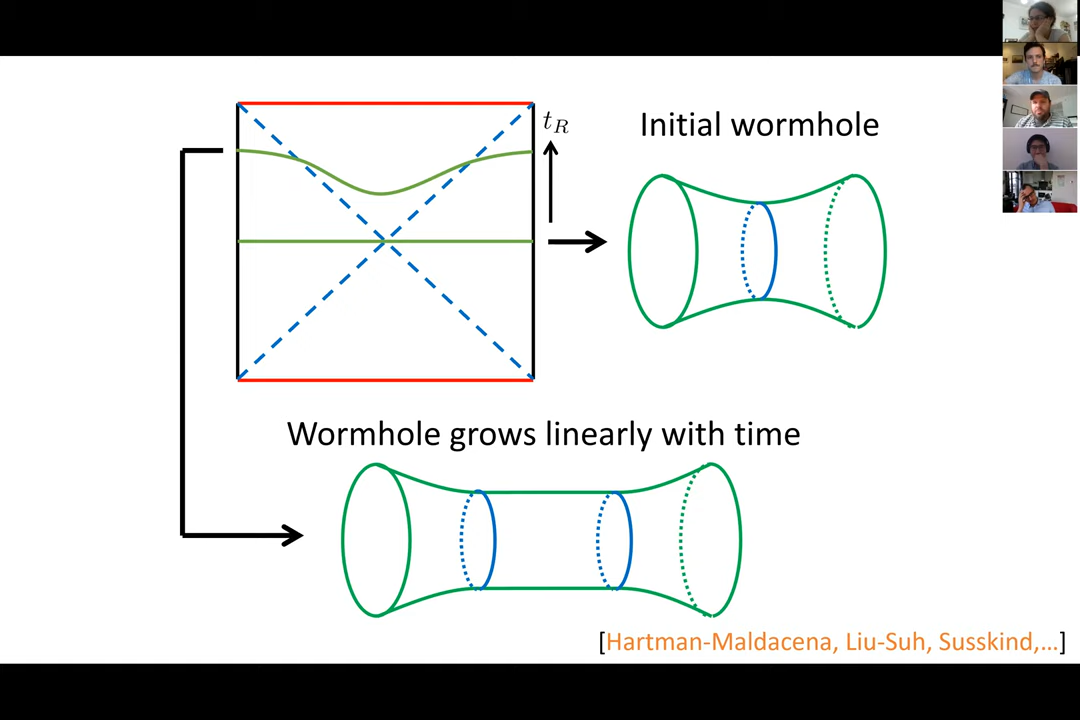 t_R
Initial wormhole
Wormhole grows linearly with time
[Hartman-Maldacena, Liu-Suh, Susskind,...]